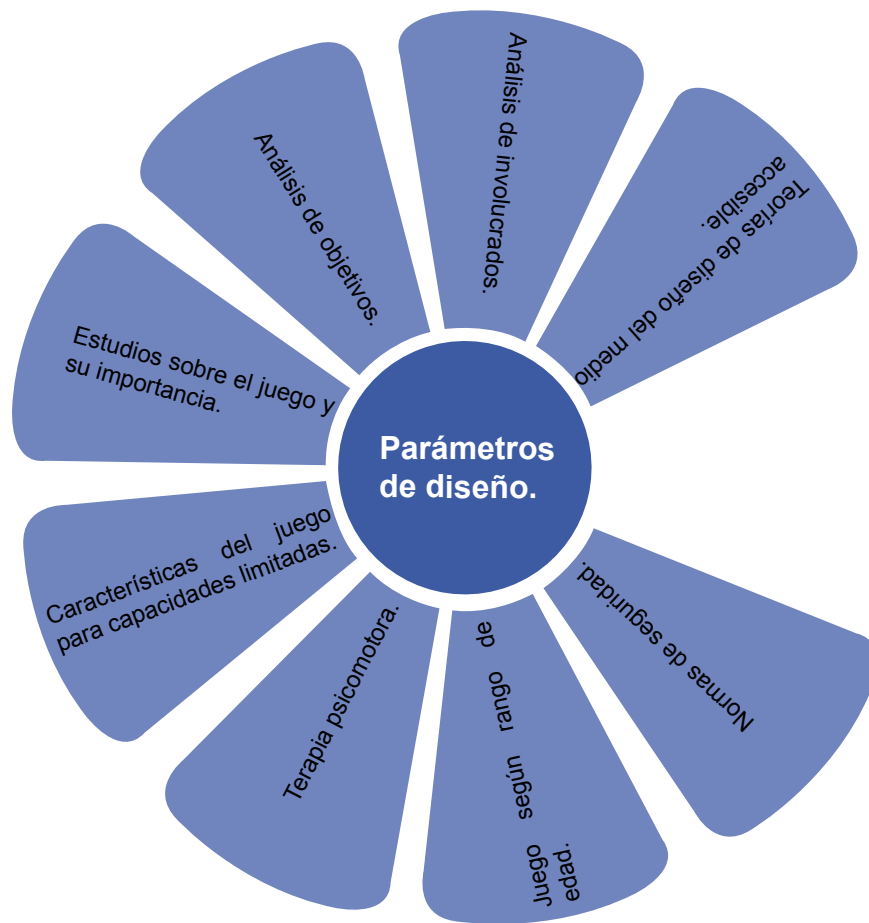 Parámetros
de diseño.
Teorías de diseño del medio
accesible.
Análisis de involucrados.
Análisis de objetivos.
Estudios sobre el juego y
su importancia.
Características del juego
para capacidades limitadas.
Terapia psicomotora.
Juego según rango de
edad.
Normas de seguridad.